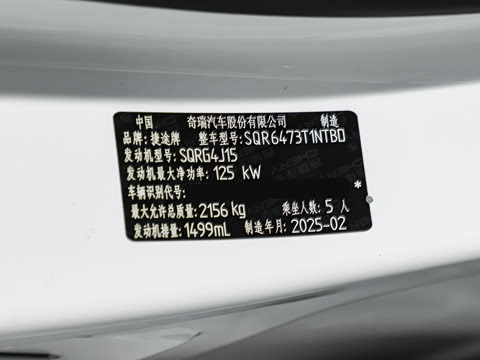 中国 奇瑞汽车股份有限公司 制造
品牌: 捷途牌 整车型号: SQR6473T1NTBD
发动机型号: SQRG4J15
发动机最大净功率: 125 kW
车辆识别代号: *
最大允许总质量: 2156 kg 乘坐人数: 5 人
发动机排量: 1499mL 制造年月: 2025-02